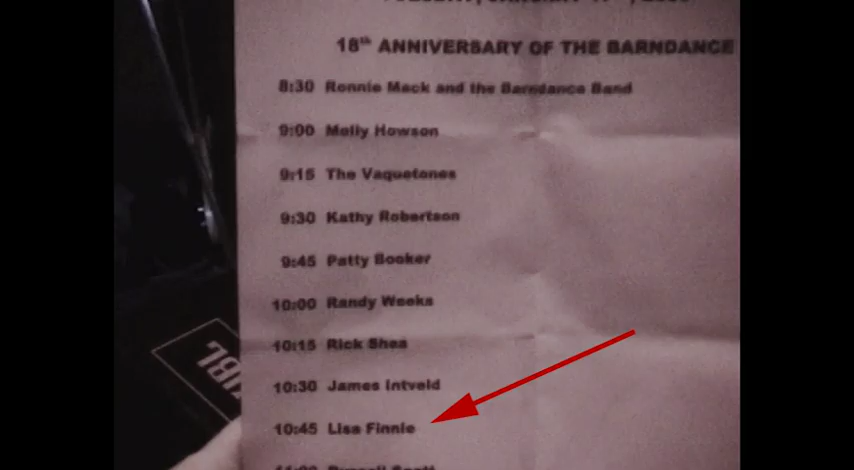 18th ANNIVERSARY OF THE BARNDANCE
8:30 Ronnie Mack and the Barndance Band
9:00 Molly Howson
9:15 The Vaquetones
9:30 Kathy Robertson
9:45 Patty Booker
10:00 Randy Weeks
10:15 Rick Shea
10:30 James Intveld
10:45 Lisa Finnie
JBL